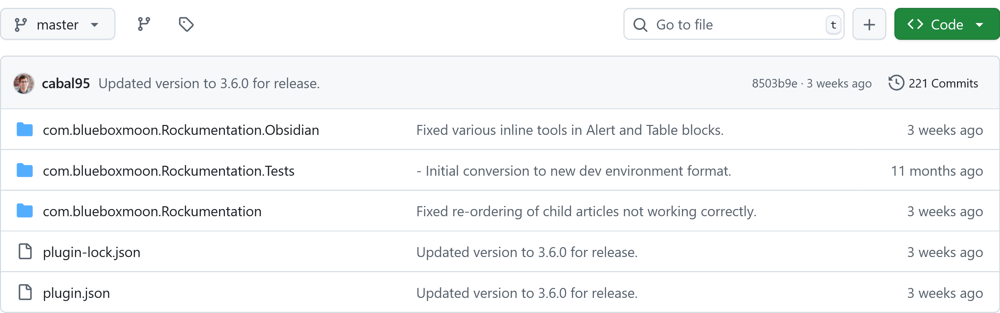 master
Go to file
t
Code
cabal95 Updated version to 3.6.0 for release. 8503b9e · 3 weeks ago 221 Commits
com.blueboxmoon.Rockumentation.Obsidian Fixed various inline tools in Alert and Table blocks. 3 weeks ago
com.blueboxmoon.Rockumentation.Tests - Initial conversion to new dev environment format. 11 months ago
com.blueboxmoon.Rockumentation Fixed re-ordering of child articles not working correctly. 3 weeks ago
plugin-lock.json Updated version to 3.6.0 for release. 3 weeks ago
plugin.json Updated version to 3.6.0 for release. 3 weeks ago